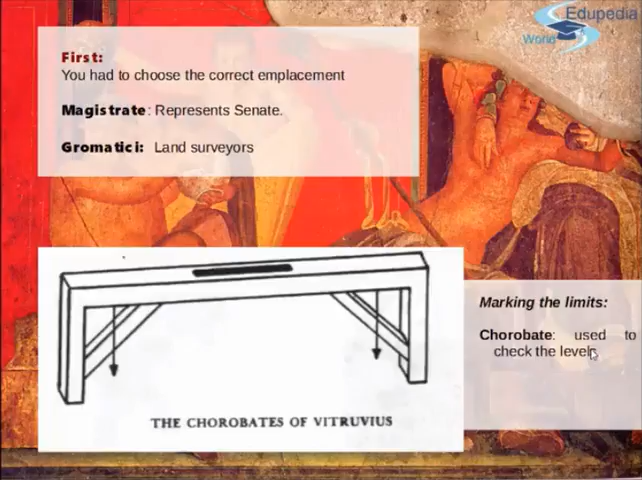 Edupedia
World
First:
You had to choose the correct emplacement
Magistrate: Represents Senate.
Gromatici: Land surveyors
Marking the limits:
Chorobate: used to
check the levels
THE CHOROBATES OF VITRUVIUS